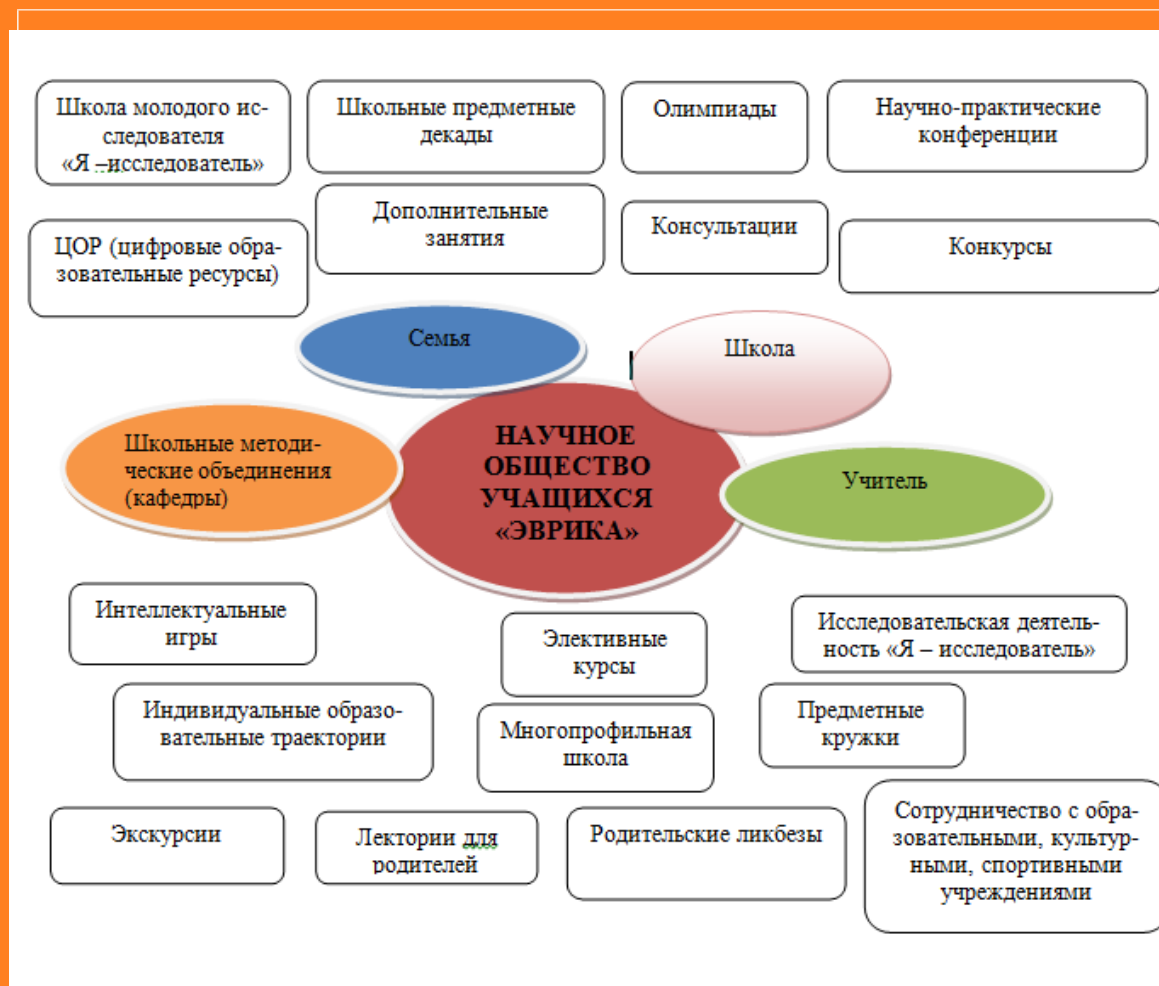 Школа молодого ис-
следователя
«Я –исследователь»
Школьные предметные
декады
Олимпиады
Научно-практические
конференции
ЦОР (цифровые обра-
зовательные ресурсы)
Дополнительные
занятия
Консультации
Конкурсы
Семья
Школа
Школьные методи-
ческие объединения
(кафедры)
НАУЧНОЕ
ОБЩЕСТВО
УЧАЩИХСЯ
«ЭВРИКА»
Учитель
Интеллектуальные
игры
Элективные
курсы
Исследовательская деятель-
ность «Я – исследователь»
Индивидуальные образо-
вательные траектории
Многопрофильная
школа
Предметные
кружки
Экскурсии
Лектории для
родителей
Родительские ликбезы
Сотрудничество с обра-
зовательными, культур-
ными, спортивными
учреждениями